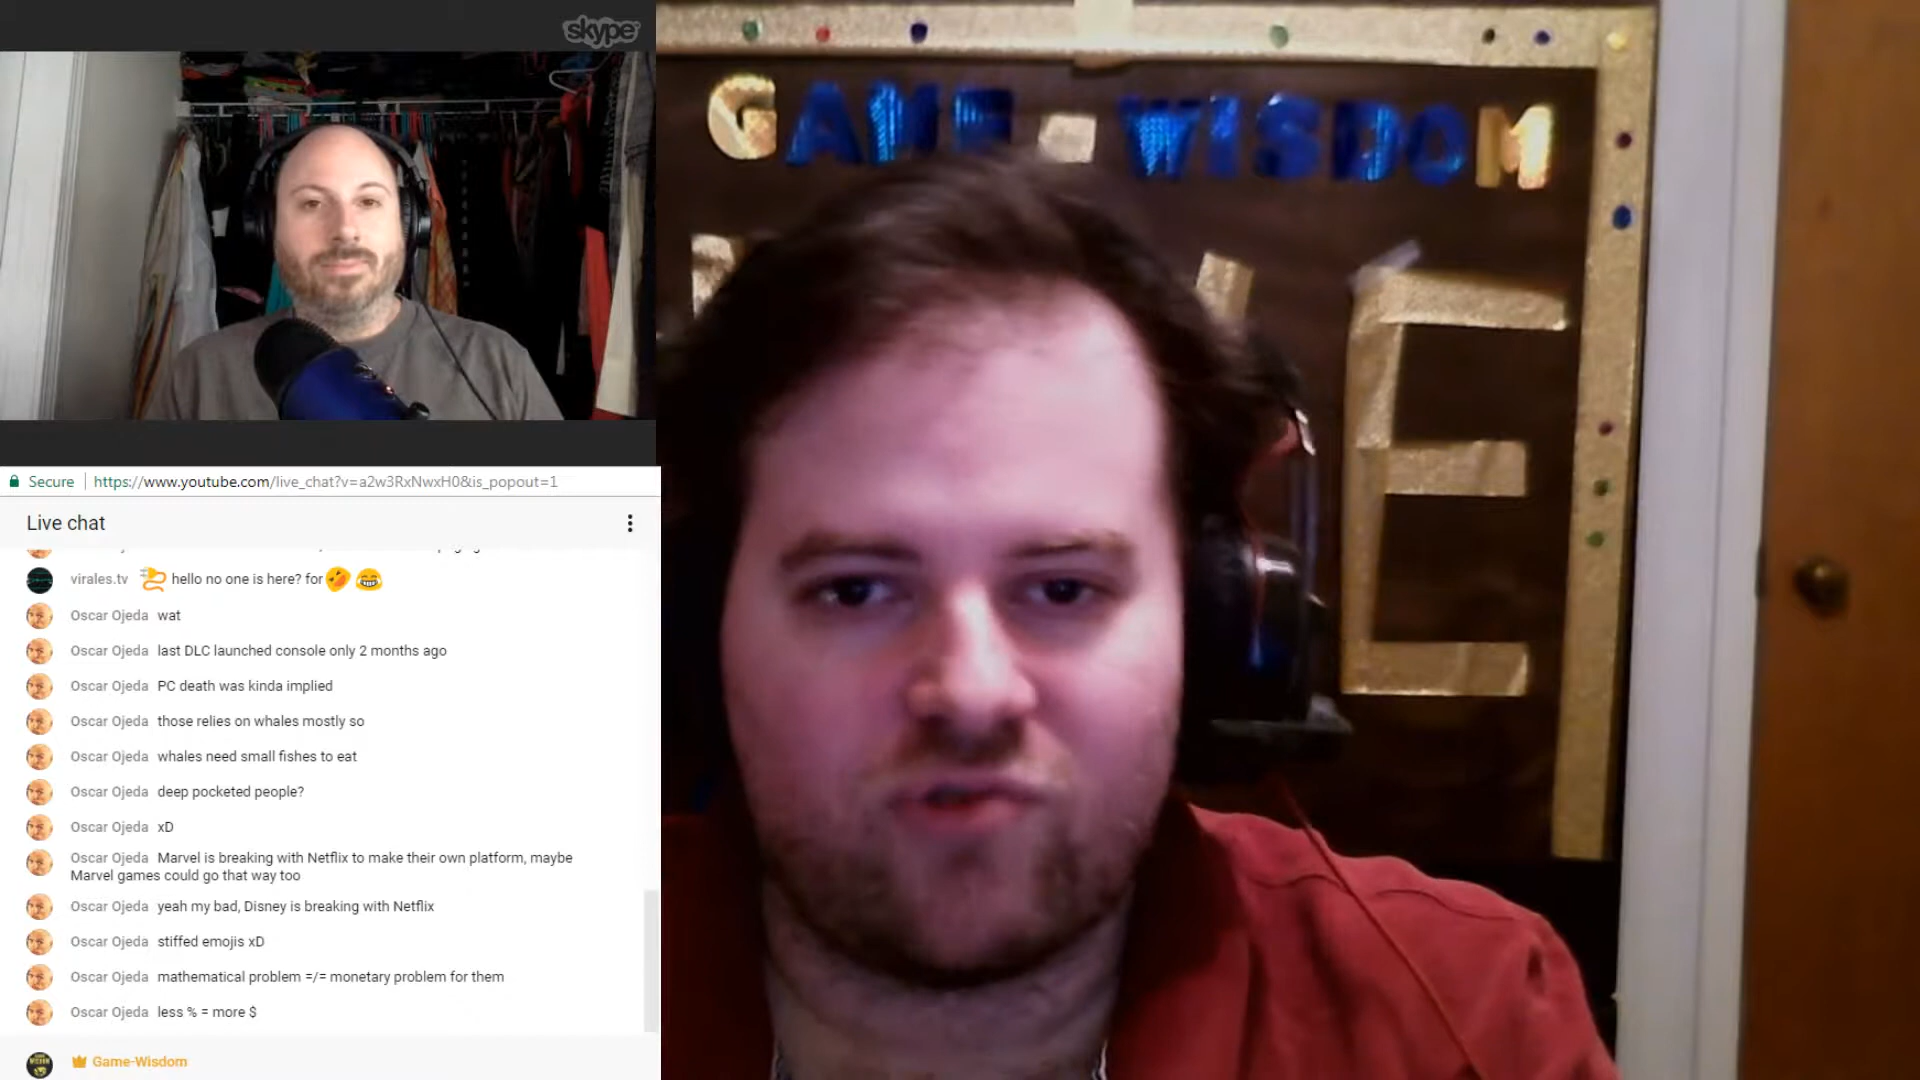 skype
GAME-WISDOM
LIVE
Secure https://www.youtube.com/live_chat?v=a2w3RxNwxH0&is_popout=1
Live chat
virales.tv hello no one is here? for
Oscar Ojeda wat
Oscar Ojeda last DLC launched console only 2 months ago
Oscar Ojeda PC death was kinda implied
Oscar Ojeda those relies on whales mostly so
Oscar Ojeda whales need small fishes to eat
Oscar Ojeda deep pocketed people?
Oscar Ojeda xD
Oscar Ojeda Marvel is breaking with Netflix to make their own platform, maybe
Marvel games could go that way too
Oscar Ojeda yeah my bad, Disney is breaking with Netflix
Oscar Ojeda stiffed emojis xD
Oscar Ojeda mathematical problem =/= monetary problem for them
Oscar Ojeda less % = more $
Game-Wisdom